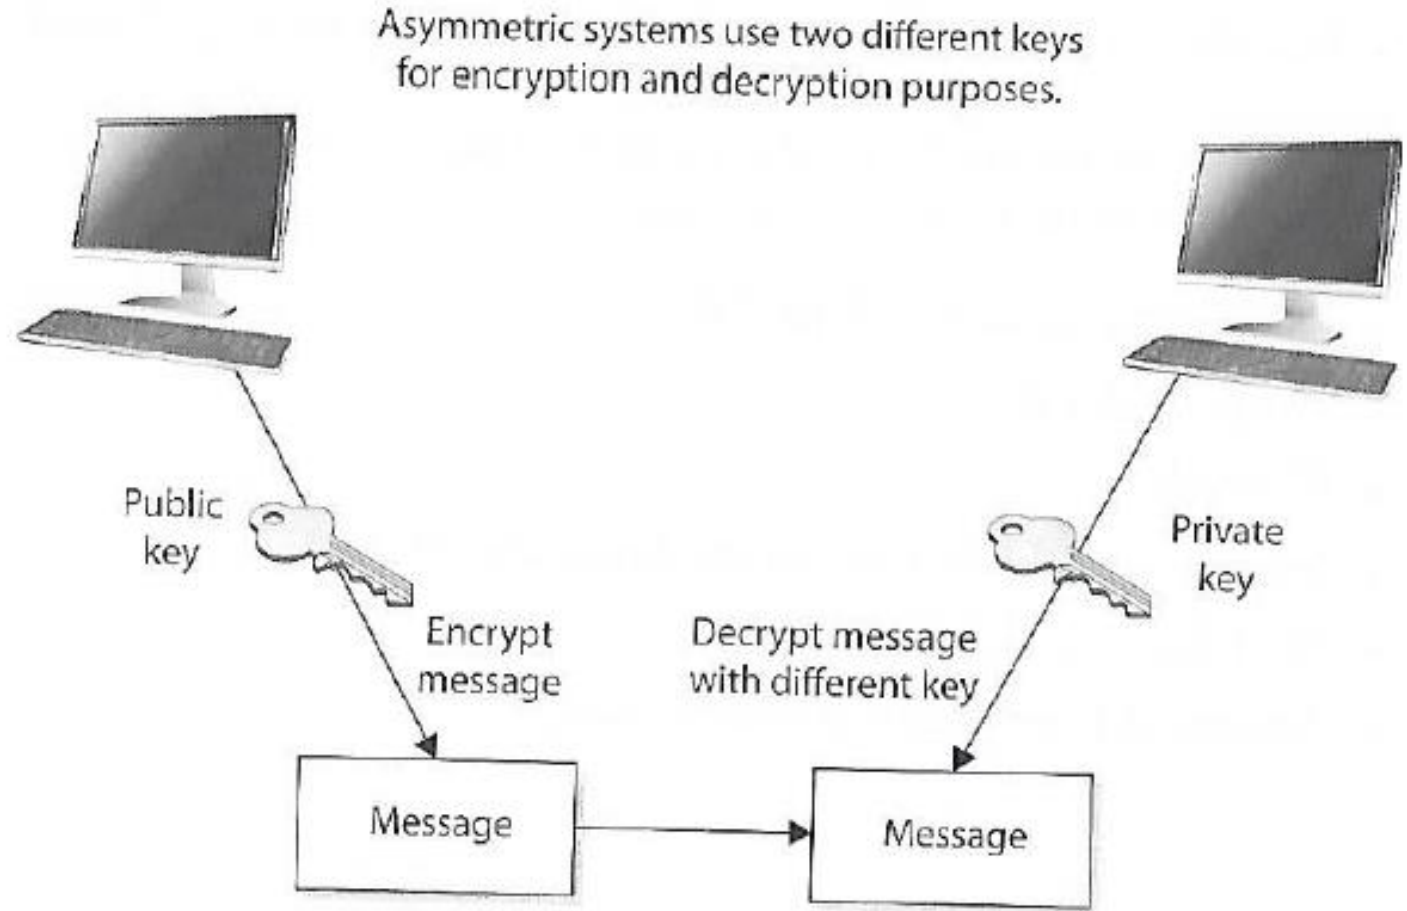 Asymmetric systems use two different keys
for encryption and decryption purposes.
Public
key
Encrypt
message
Decrypt message
with different key
Private
key
Message
Message